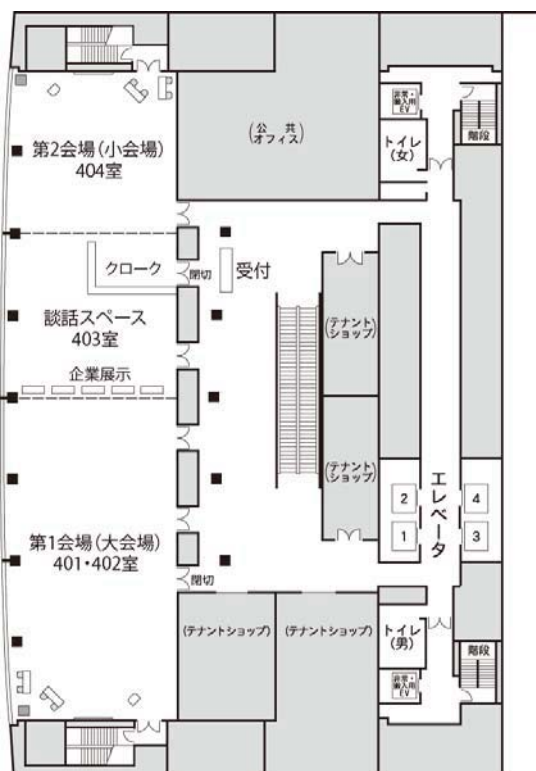 非常・
搬入用
EV
階段
(公　共
オフィス)
トイレ
(女)
第2会場(小会場)
404室
クローク
閉切
受付
談話スペース
403室
(テナント
ショップ)
企業展示
(テナント
ショップ)
エレベータ
2
4
1
3
第1会場(大会場)
401・402室
閉切
(テナントショップ)
(テナントショップ)
トイレ
(男)
階段
非常・
搬入用
EV